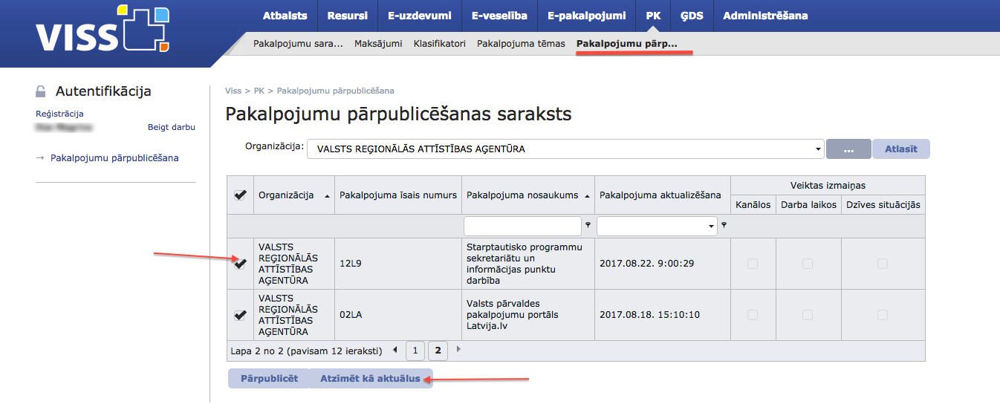 VISS
Atbalsts Resursi E-uzdevumi E-veselība E-pakalpojumi PK ĢDS Administrēšana
Pakalpojumu sara... Maksājumi Klasifikatori Pakalpojuma tēmas Pakalpojumu pārp...
Autentifikācija
Reģistrācija
Beigt darbu
→ Pakalpojumu pārpublicēšana
Viss > PK > Pakalpojumu pārpublicēšana
Pakalpojumu pārpublicēšanas saraksts
Organizācija: VALSTS REĢIONĀLĀS ATTĪSTĪBAS AĢENTŪRA ... Atlasīt
Organizācija Pakalpojuma īsais numurs Pakalpojuma nosaukums Pakalpojuma aktualizēšana Veiktas izmaiņas
Kanālos Darba laikos Dzīves situācijās
VALSTS
REĢIONĀLĀS
ATTĪSTĪBAS
AĢENTŪRA
12L9
Starptautisko programmu
sekretariātu un
informācijas punktu
darbība
2017.08.22. 9:00:29
VALSTS
REĢIONĀLĀS
ATTĪSTĪBAS
AĢENTŪRA
02LA
Valsts pārvaldes
pakalpojumu portāls
Latvija.lv
2017.08.18. 15:10:10
Lapa 2 no 2 (pavisam 12 ieraksti) 1 2
Pārpublicēt Atzīmēt kā aktuālus